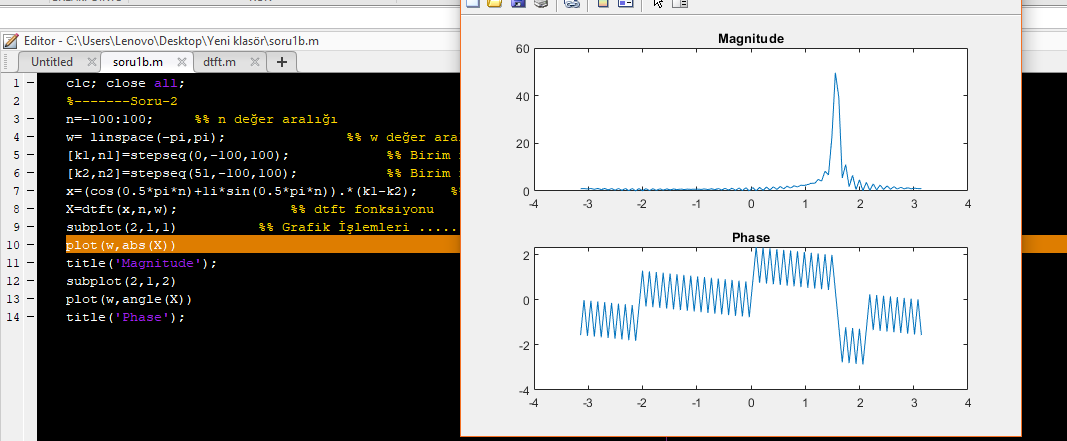 Editor - C:\Users\Lenovo\Desktop\Yeni klasör\soru1b.m
Untitled soru1b.m dtft.m
1 clc; close all;
2 %-------Soru-2
3 n=-100:100; %% n değer aralığı
4 w= linspace(-pi,pi); %% w değer
5 [k1,n1]=stepseq(0,-100,100); %% Birim
6 [k2,n2]=stepseq(51,-100,100); %% Birim
7 x=(cos(0.5*pi*n)+1i*sin(0.5*pi*n)).*(k1-k2);
8 X=dtft(x,n,w); %% dtft fonksiyonu
9 subplot(2,1,1) %% Grafik İşlemleri ......
10 plot(w,abs(X))
11 title('Magnitude');
12 subplot(2,1,2)
13 plot(w,angle(X))
14 title('Phase');
Magnitude
60
40
20
0
-4 -3 -2 -1 0 1 2 3 4
Phase
2
0
-2
-4
-4 -3 -2 -1 0 1 2 3 4